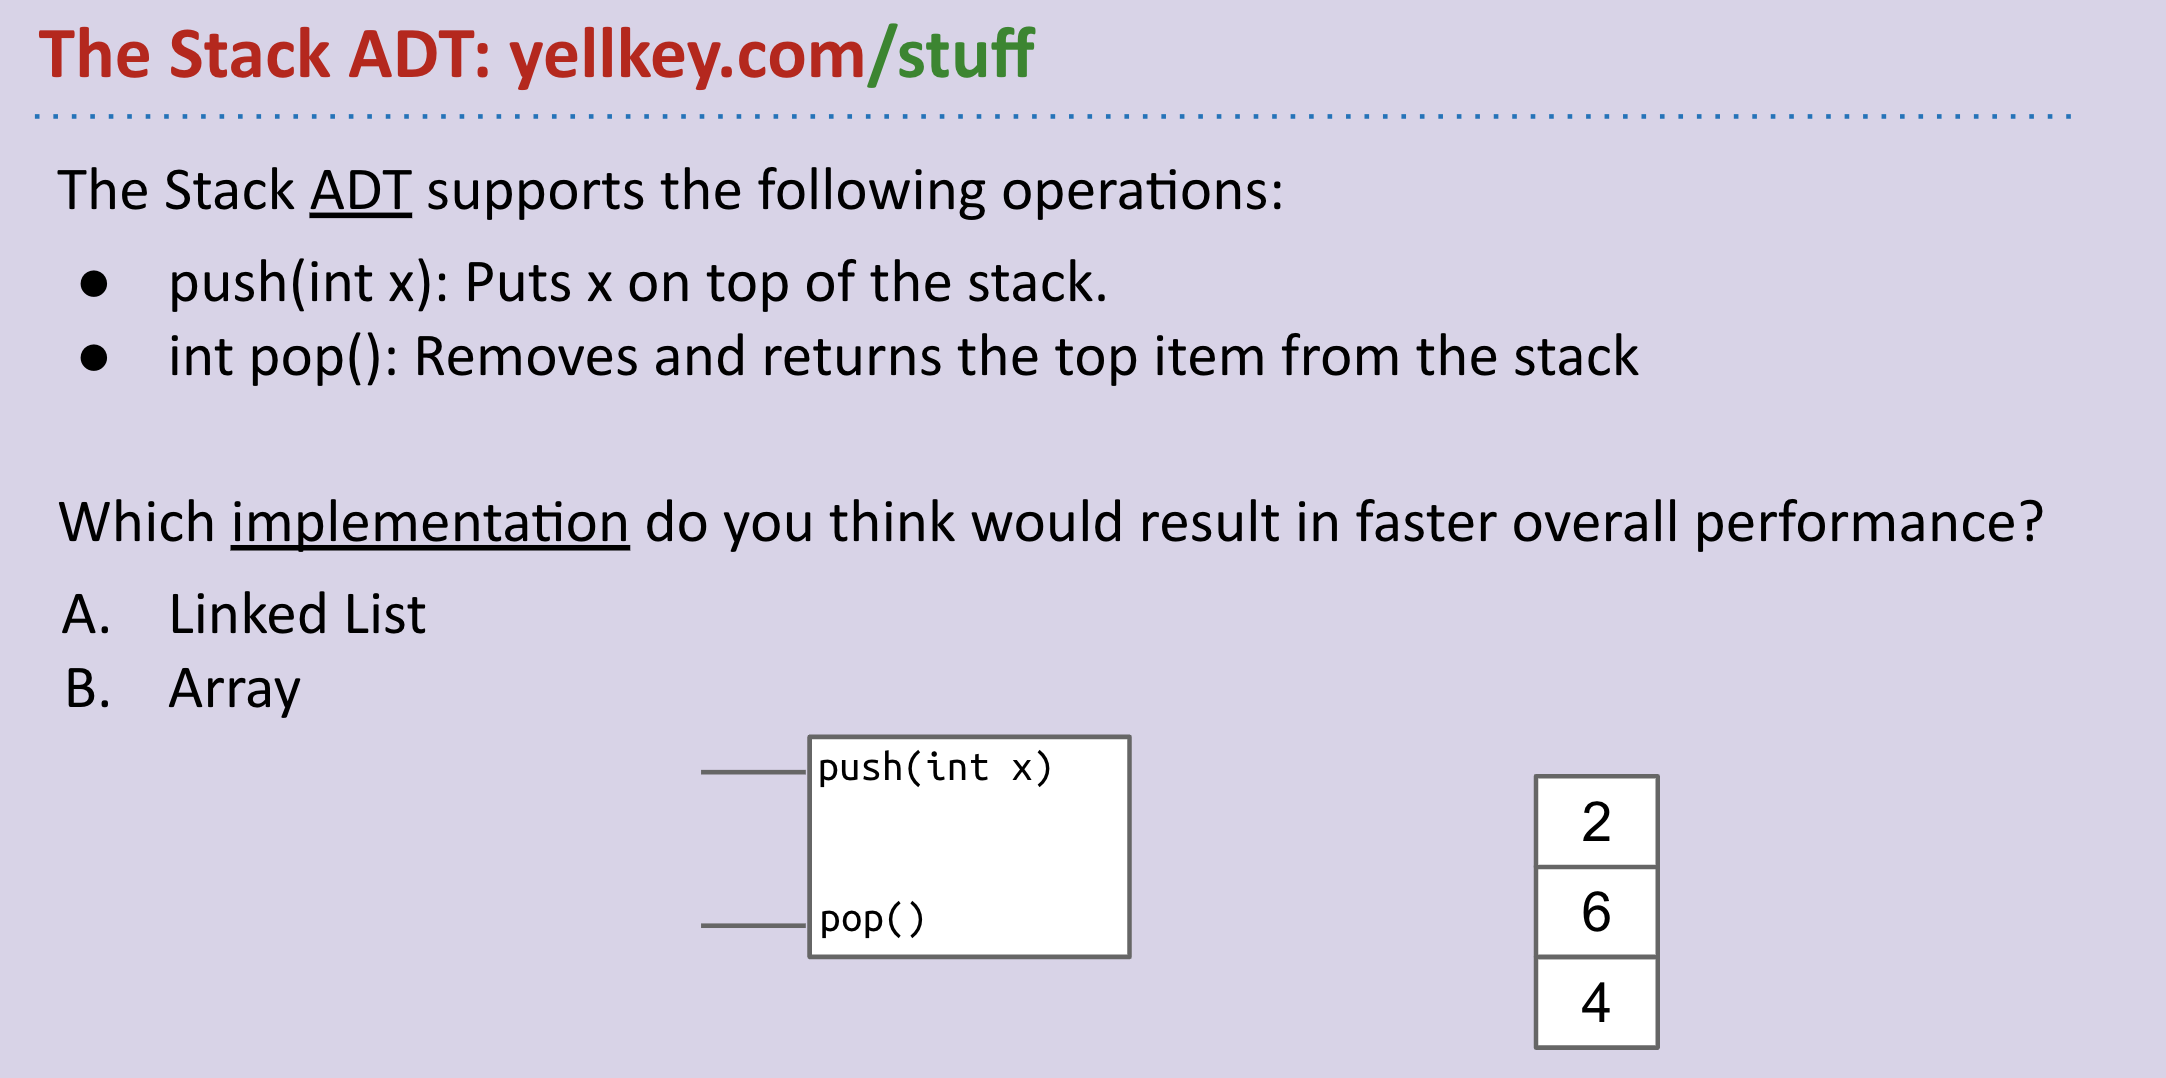 The Stack ADT: yellkey.com/stuff
The Stack ADT supports the following operations:
● push(int x): Puts x on top of the stack.
● int pop(): Removes and returns the top item from the stack
Which implementation do you think would result in faster overall performance?
A. Linked List
B. Array
push(int x)
pop()
2
6
4